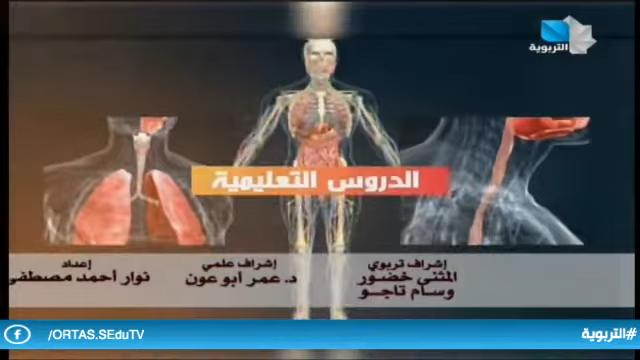 التربوية
الدروس التعليمية
إشراف تربوي
المثنى خضور
وسام تاجو
إشراف علمي
د. عمر أبو عون
إعداد
نوار أحمد مصطفى
/ORTAS.SEduTV
#التربوية